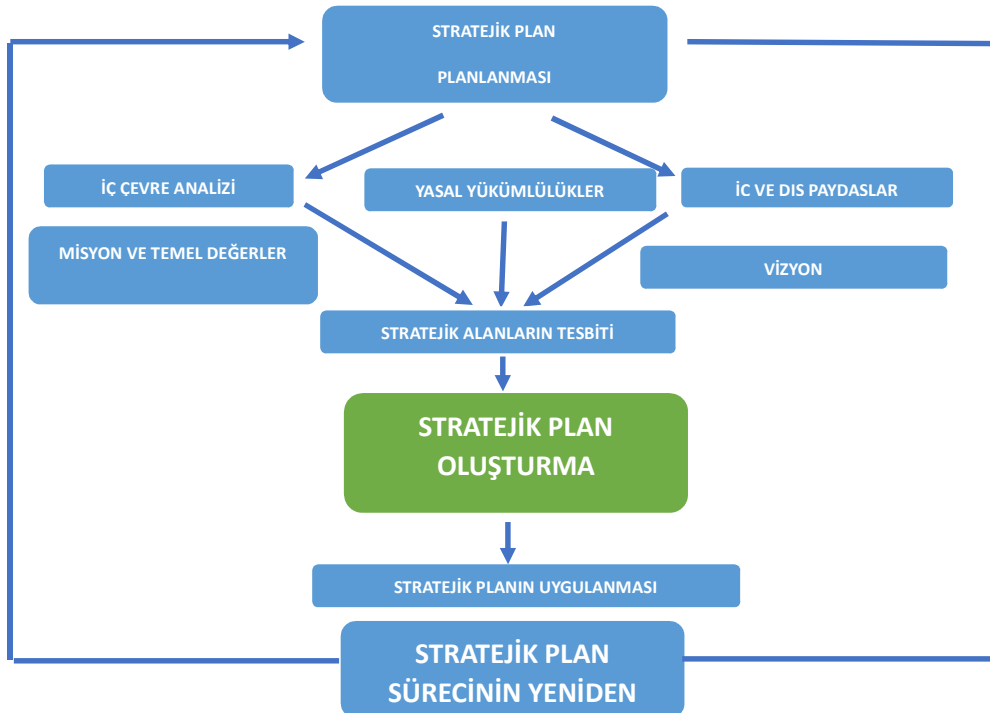 STRATEJİK PLAN
PLANLANMASI
İÇ ÇEVRE ANALİZİ
YASAL YÜKÜMLÜLÜKLER
İC VE DIS PAYDASLAR
MİSYON VE TEMEL DEĞERLER
VİZYON
STRATEJİK ALANLARIN TESBİTİ
STRATEJİK PLAN
OLUŞTURMA
STRATEJİK PLANIN UYGULANMASI
STRATEJİK PLAN
SÜRECİNİN YENİDEN